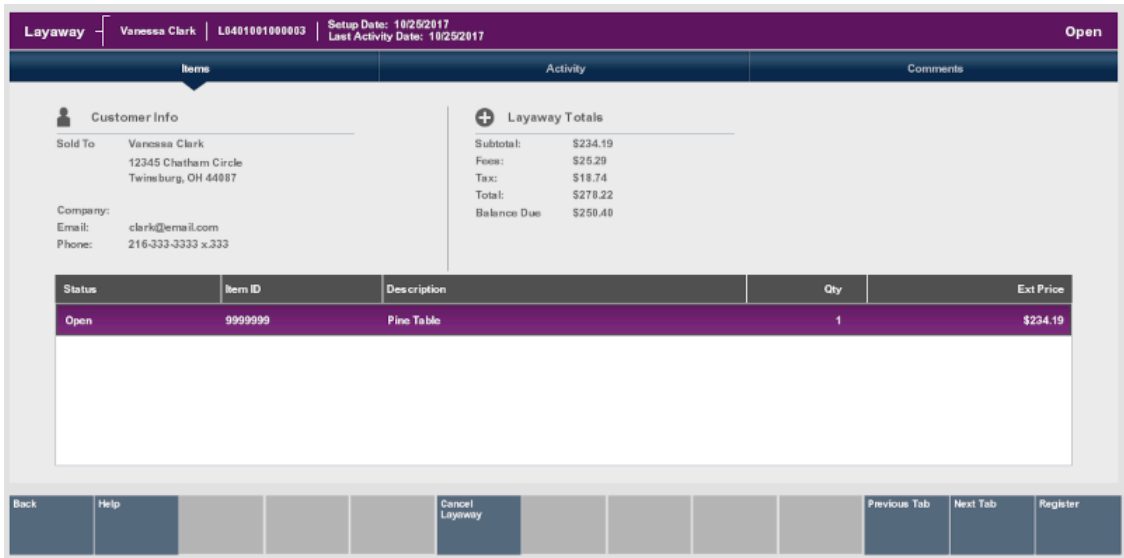 Layaway
Vanessa Clark
L0401001000003
Setup Date: 10/25/2017
Last Activity Date: 10/25/2017
Open
Items
Activity
Comments
Customer Info
Sold To
Vanessa Clark
12345 Chatham Circle
Twinsburg, OH 44087
Company:
Email: clark@email.com
Phone: 216-333-3333 x.333
Layaway Totals
Subtotal: $234.19
Fees: $25.29
Tax: $18.74
Total: $278.22
Balance Due $250.40
Status Item ID Description Qty Ext Price
Open 9999999 Pine Table 1 $234.19
Back
Help
Cancel
Layaway
Previous Tab
Next Tab
Register